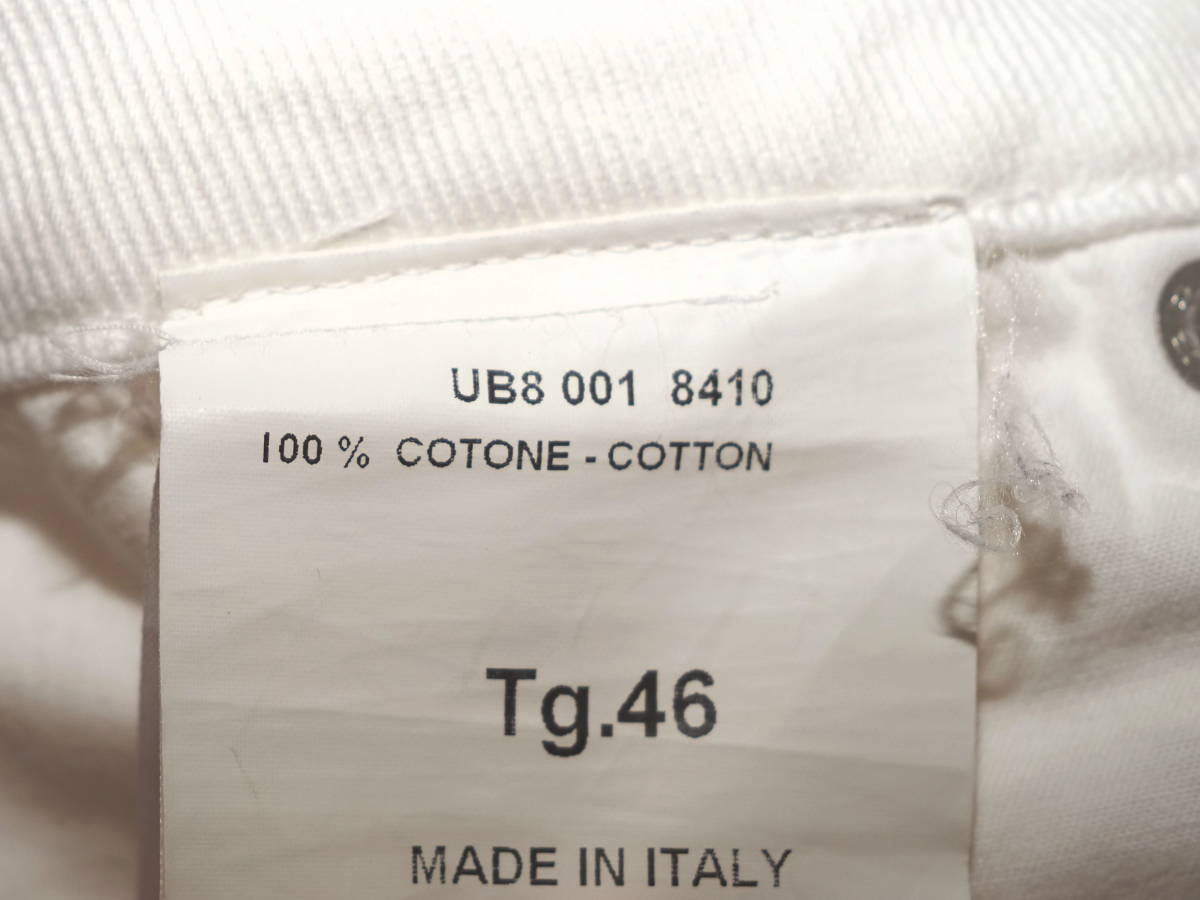 UB8 001 8410
100 % COTONE - COTTON
Tg.46
MADE IN ITALY